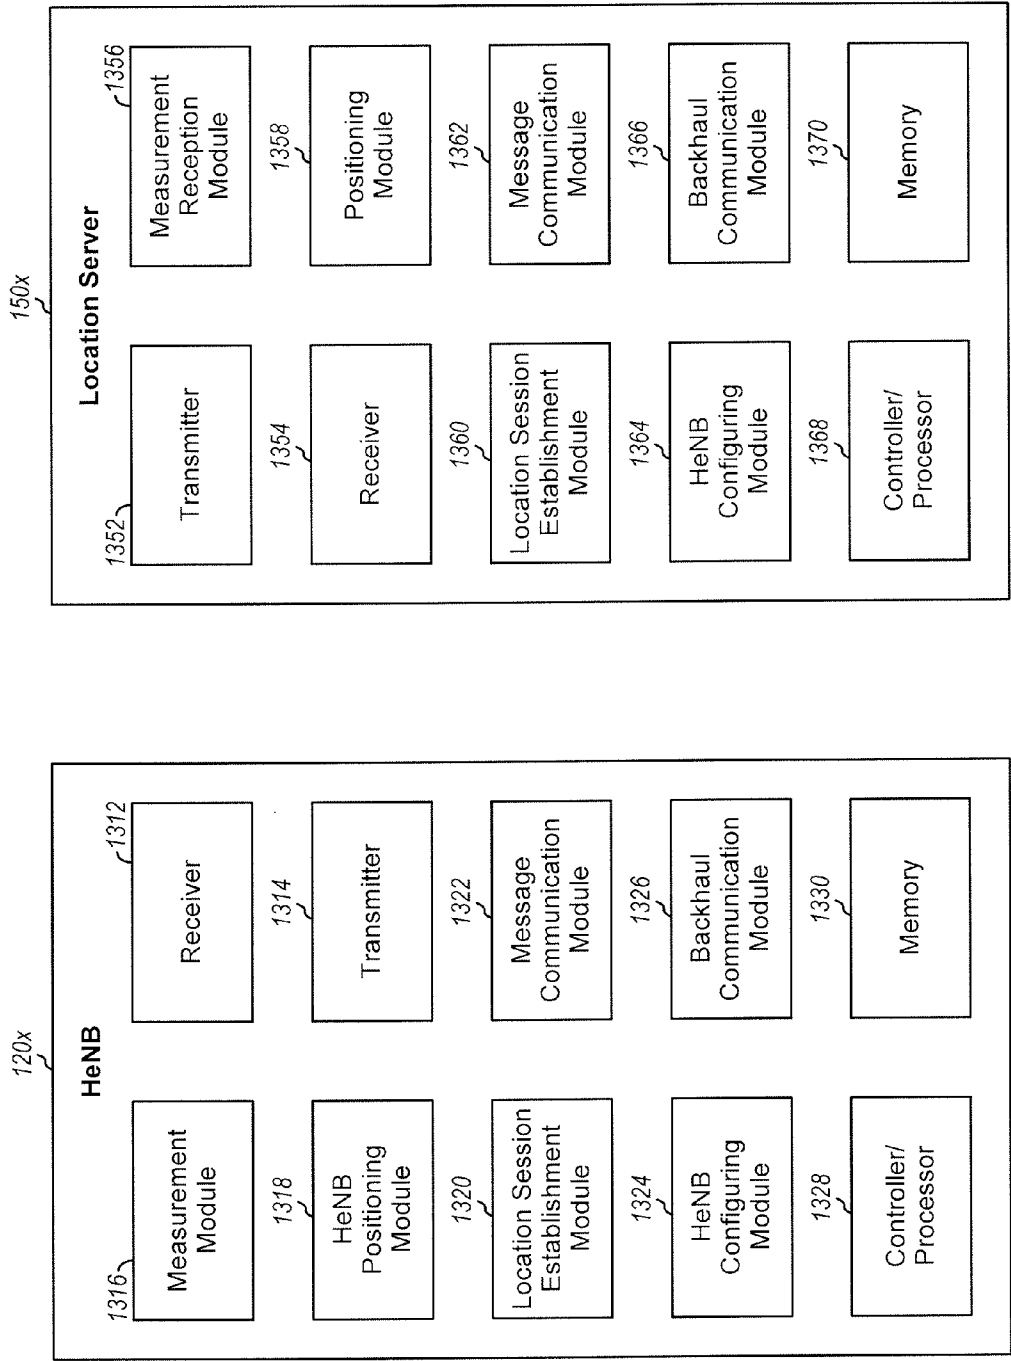 120x
HeNB
1316
Measurement
Module
1312
Receiver
1318
HeNB
Positioning
Module
1314
Transmitter
1320
Location Session
Establishment
Module
1322
Message
Communication
Module
1324
HeNB
Configuring
Module
1326
Backhaul
Communication
Module
1328
Controller/
Processor
1330
Memory
150x
Location Server
1352
Transmitter
1356
Measurement
Reception
Module
1354
Receiver
1358
Positioning
Module
1360
Location Session
Establishment
Module
1362
Message
Communication
Module
1364
HeNB
Configuring
Module
1366
Backhaul
Communication
Module
1368
Controller/
Processor
1370
Memory